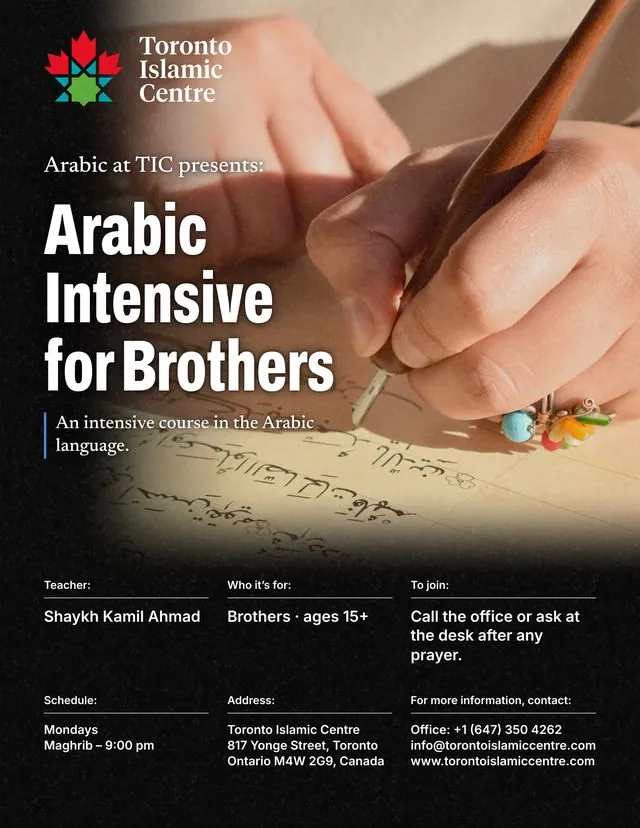 Toronto
Islamic
Centre
Arabic at TIC presents:
Arabic
Intensive
for Brothers
An intensive course in the Arabic
language.
Teacher:
Shaykh Kamil Ahmad
Who it's for:
Brothers · ages 15+
To join:
Call the office or ask at
the desk after any
prayer.
Schedule:
Mondays
Maghrib – 9:00 pm
Address:
Toronto Islamic Centre
817 Yonge Street, Toronto
Ontario M4W 2G9, Canada
For more information, contact:
Office: +1 (647) 350 4262
info@torontoislamiccentre.com
www.torontoislamiccentre.com